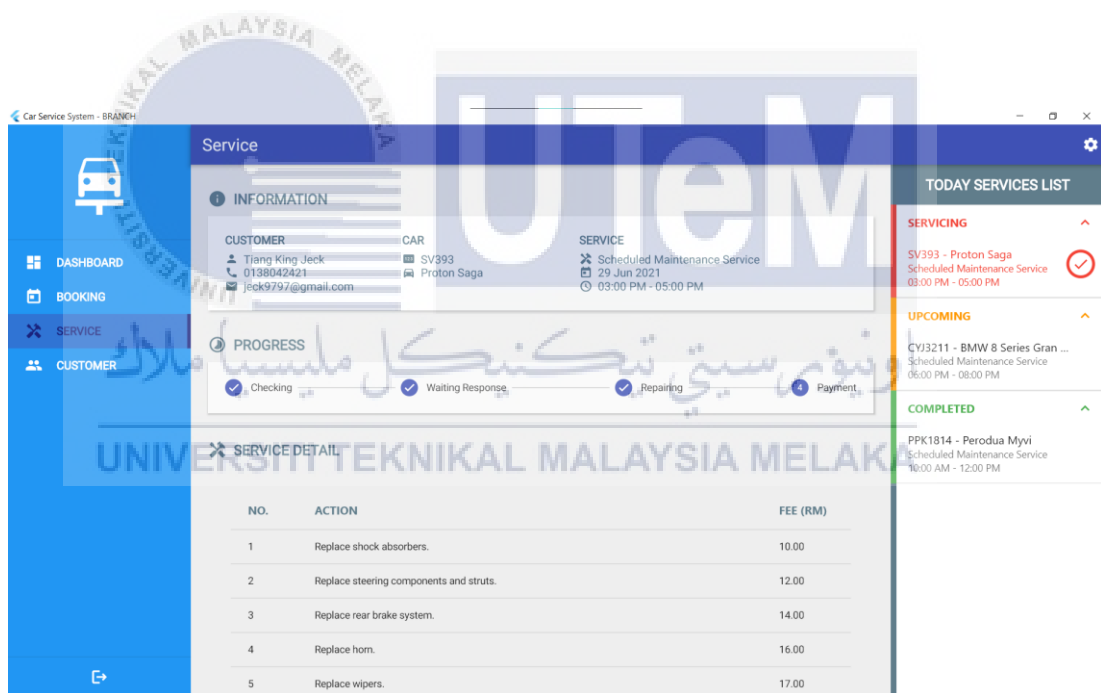 Car Service System - BRANCH
Service
DASHBOARD
BOOKING
SERVICE
CUSTOMER
INFORMATION
CUSTOMER
Tiang King Jeck
0138042421
jeck9797@gmail.com
CAR
SV393
Proton Saga
SERVICE
Scheduled Maintenance Service
29 Jun 2021
03:00 PM - 05:00 PM
PROGRESS
Checking
Waiting Response
Repairing
4 Payment
SERVICE DETAIL
NO. ACTION FEE (RM)
1 Replace shock absorbers. 10.00
2 Replace steering components and struts. 12.00
3 Replace rear brake system. 14.00
4 Replace horn. 16.00
5 Replace wipers. 17.00
TODAY SERVICES LIST
SERVICING
SV393 - Proton Saga
Scheduled Maintenance Service
03:00 PM - 05:00 PM
UPCOMING
CYJ3211 - BMW 8 Series Gran ...
Scheduled Maintenance Service
06:00 PM - 08:00 PM
COMPLETED
PPK1814 - Perodua Myvi
Scheduled Maintenance Service
10:00 AM - 12:00 PM
UNIVERSITI TEKNIKAL MALAYSIA MELAKA
UTeM
اونيۏرسيتي تيكنيكل مليسيا ملاك
UNIVERSITI TEKNIKAL MALAYSIA MELAKA